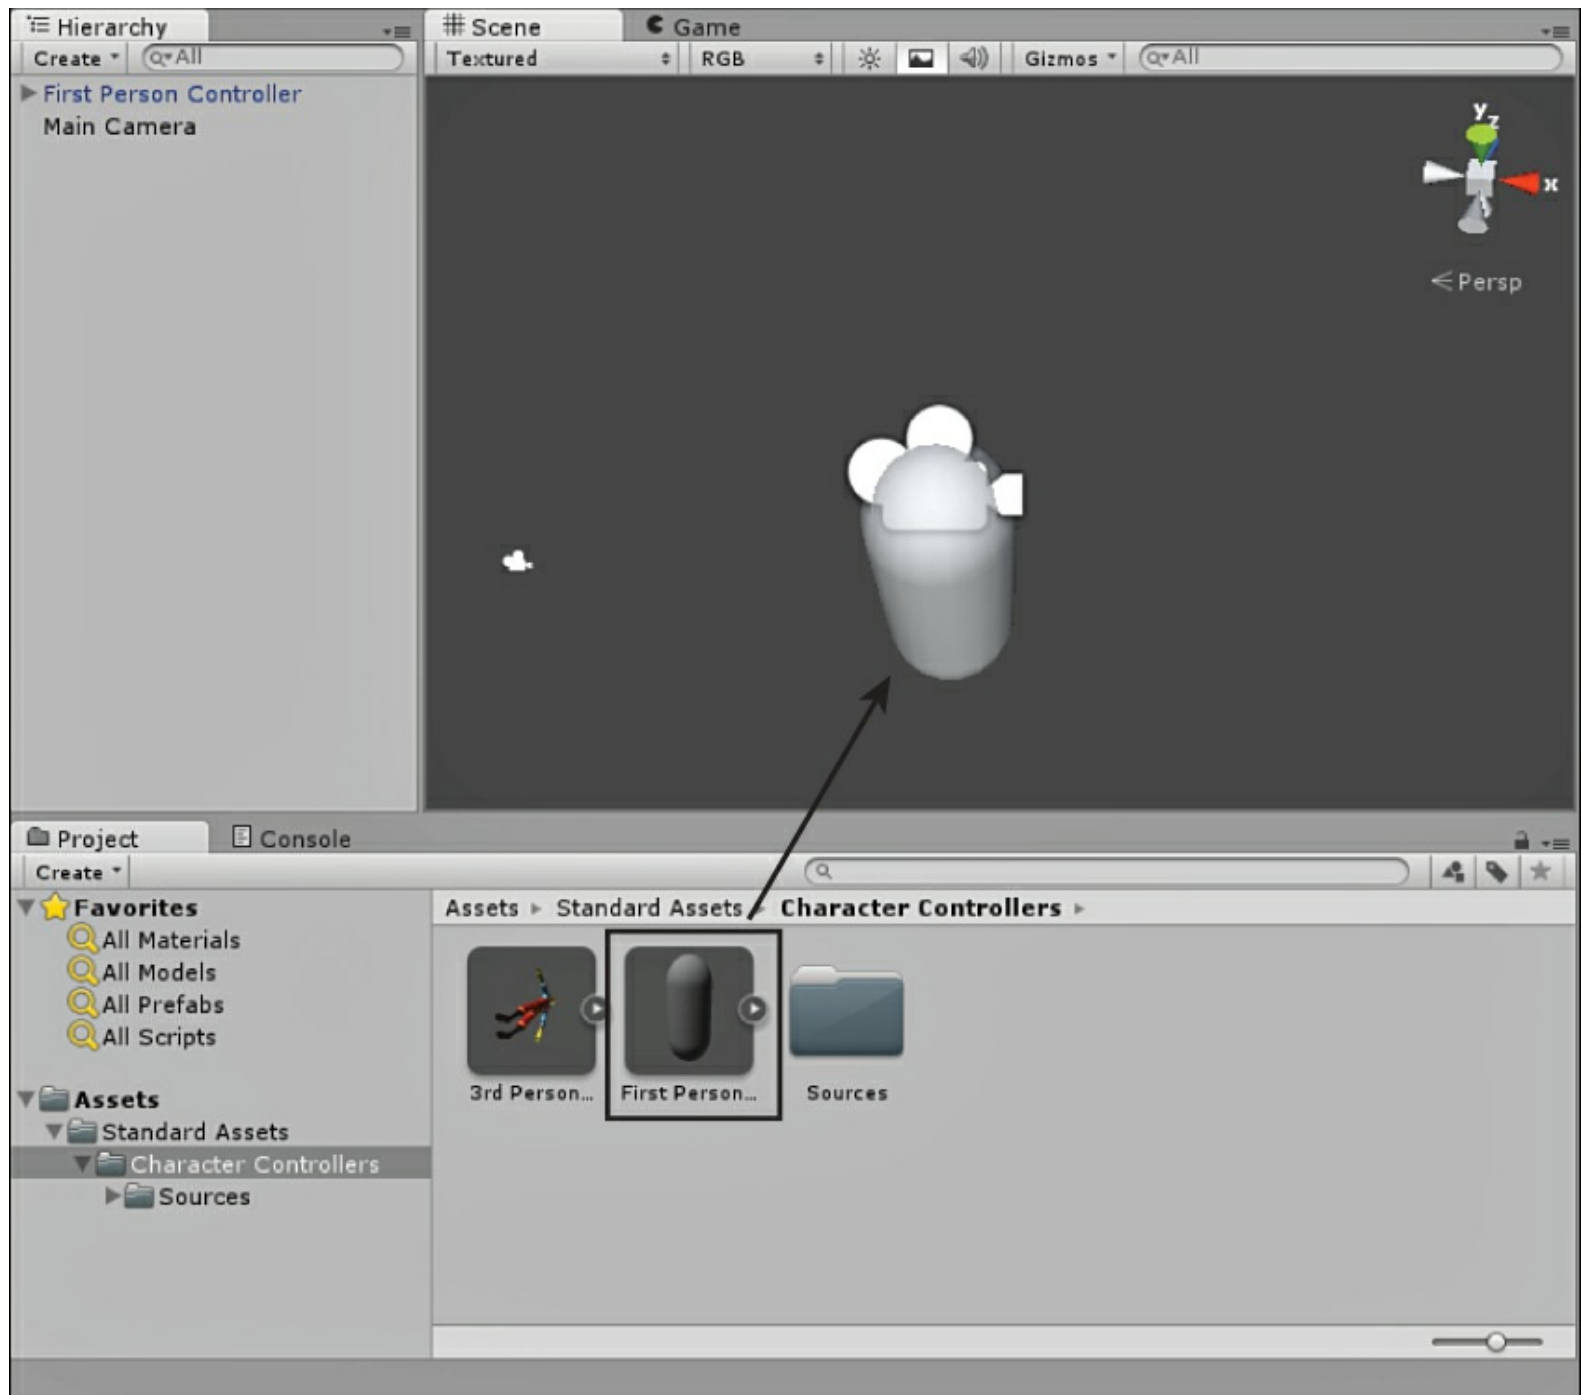 Hierarchy
Create All
First Person Controller
Main Camera
Scene Game
Textured RGB Gizmos All
y
z
x
Persp
Project Console
Create
Favorites
All Materials
All Models
All Prefabs
All Scripts
Assets
Standard Assets
Character Controllers
Sources
Assets Standard Assets Character Controllers
3rd Person... First Person... Sources